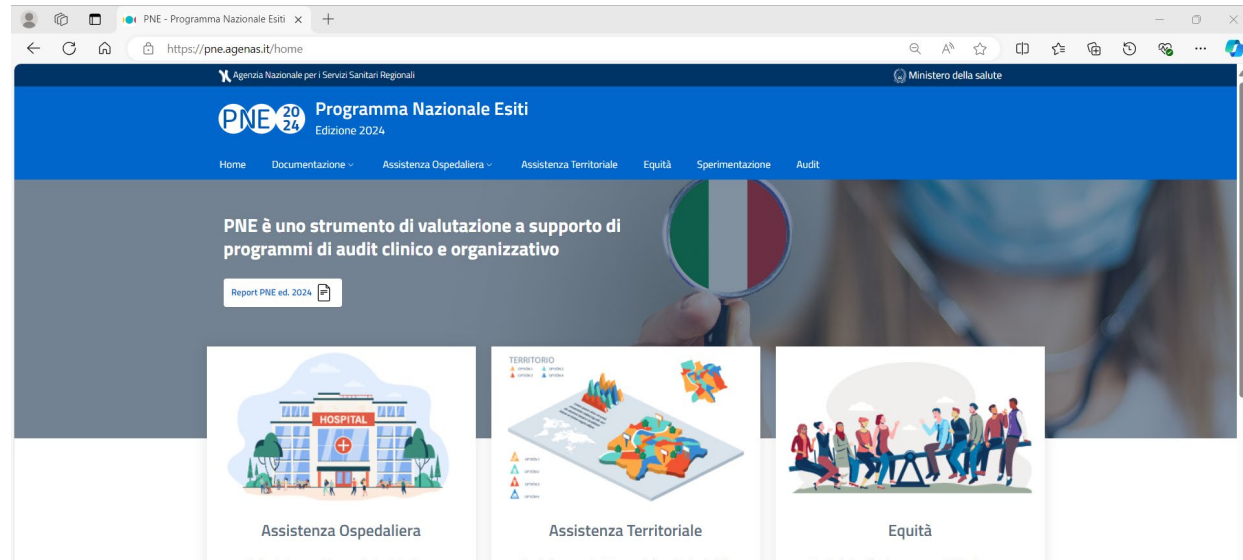 PNE - Programma Nazionale Esiti
https://pne.agenas.it/home
Agenzia Nazionale per i Servizi Sanitari Regionali
Ministero della salute
PNE 20 24
Programma Nazionale Esiti
Edizione 2024
Home Documentazione Assistenza Ospedaliera Assistenza Territoriale Equità Sperimentazione Audit
PNE è uno strumento di valutazione a supporto di
programmi di audit clinico e organizzativo
Report PNE ed. 2024
HOSPITAL
TERRITORIO
Assistenza Ospedaliera
Assistenza Territoriale
Equità